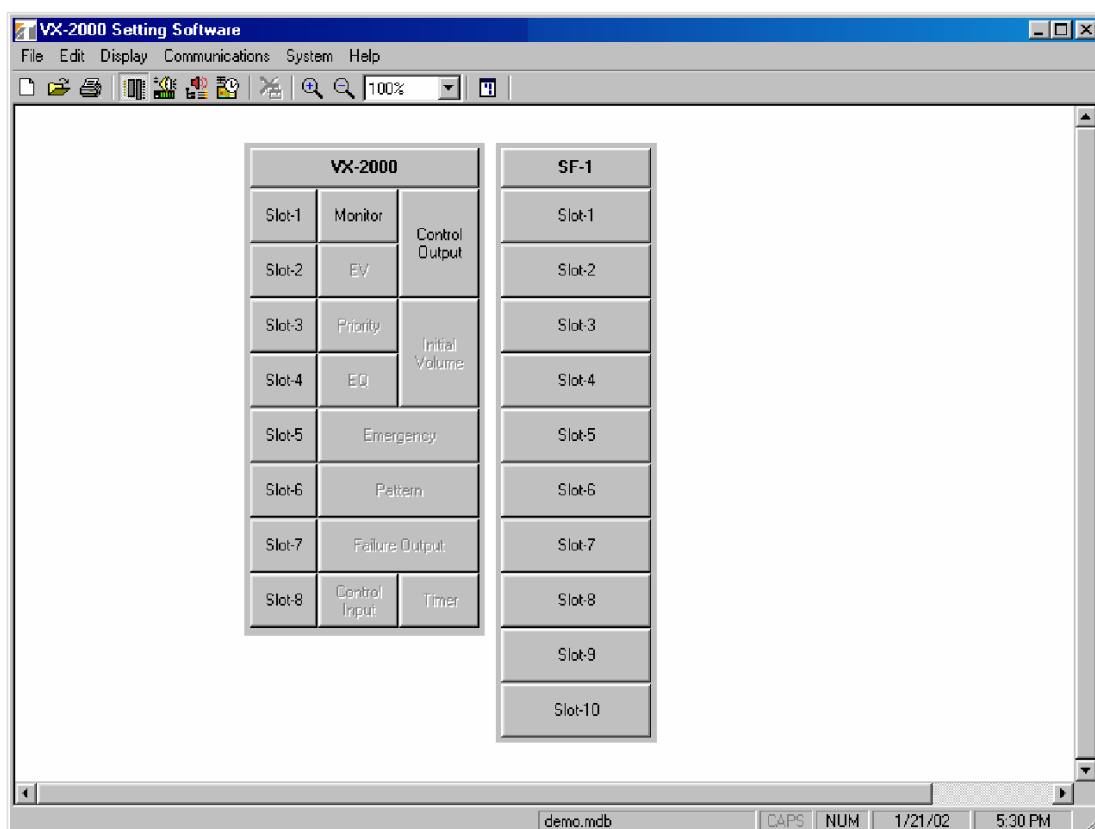 VX-2000 Setting Software
File Edit Display Communications System Help
100%
VX-2000
SF-1
Slot-1 Monitor Control Output Slot-1
Slot-2 EV Slot-2
Slot-3 Priority Initial Volume Slot-3
Slot-4 EQ Slot-4
Slot-5 Emergency Slot-5
Slot-6 Pattern Slot-6
Slot-7 Failure Output Slot-7
Slot-8 Control Input Timer Slot-8
Slot-9
Slot-10
demo.mdb CAPS NUM 1/21/02 5:30 PM